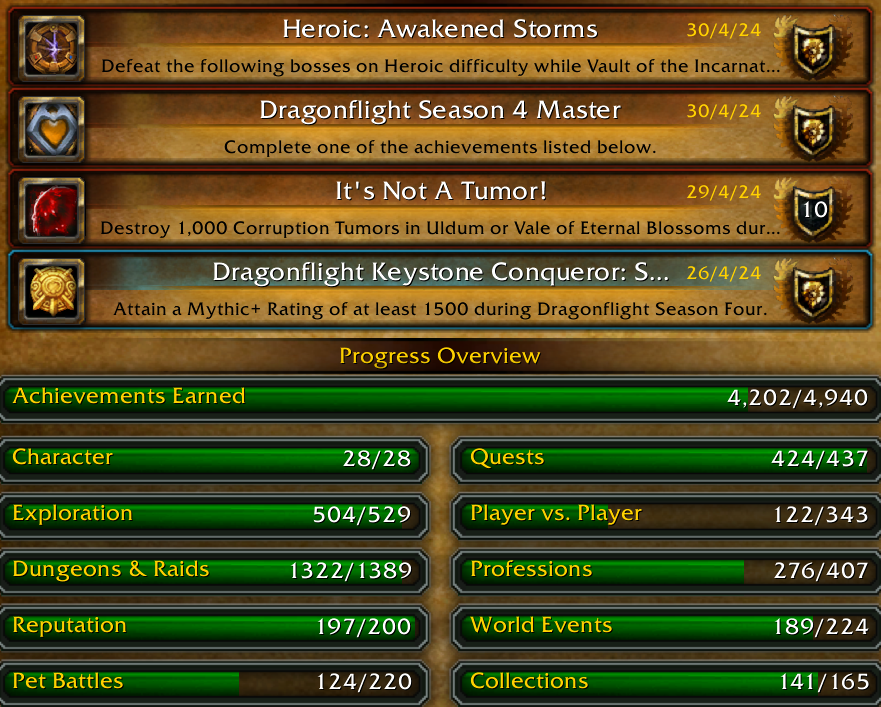 Heroic: Awakened Storms 30/4/24
Defeat the following bosses on Heroic difficulty while Vault of the Incarnat...
Dragonflight Season 4 Master 30/4/24
Complete one of the achievements listed below.
It's Not A Tumor! 29/4/24
Destroy 1,000 Corruption Tumors in Uldum or Vale of Eternal Blossoms dur... 10
Dragonflight Keystone Conqueror: S... 26/4/24
Attain a Mythic+ Rating of at least 1500 during Dragonflight Season Four.
Progress Overview
Achievements Earned 4,202/4,940
Character 28/28 Quests 424/437
Exploration 504/529 Player vs. Player 122/343
Dungeons & Raids 1322/1389 Professions 276/407
Reputation 197/200 World Events 189/224
Pet Battles 124/220 Collections 141/165